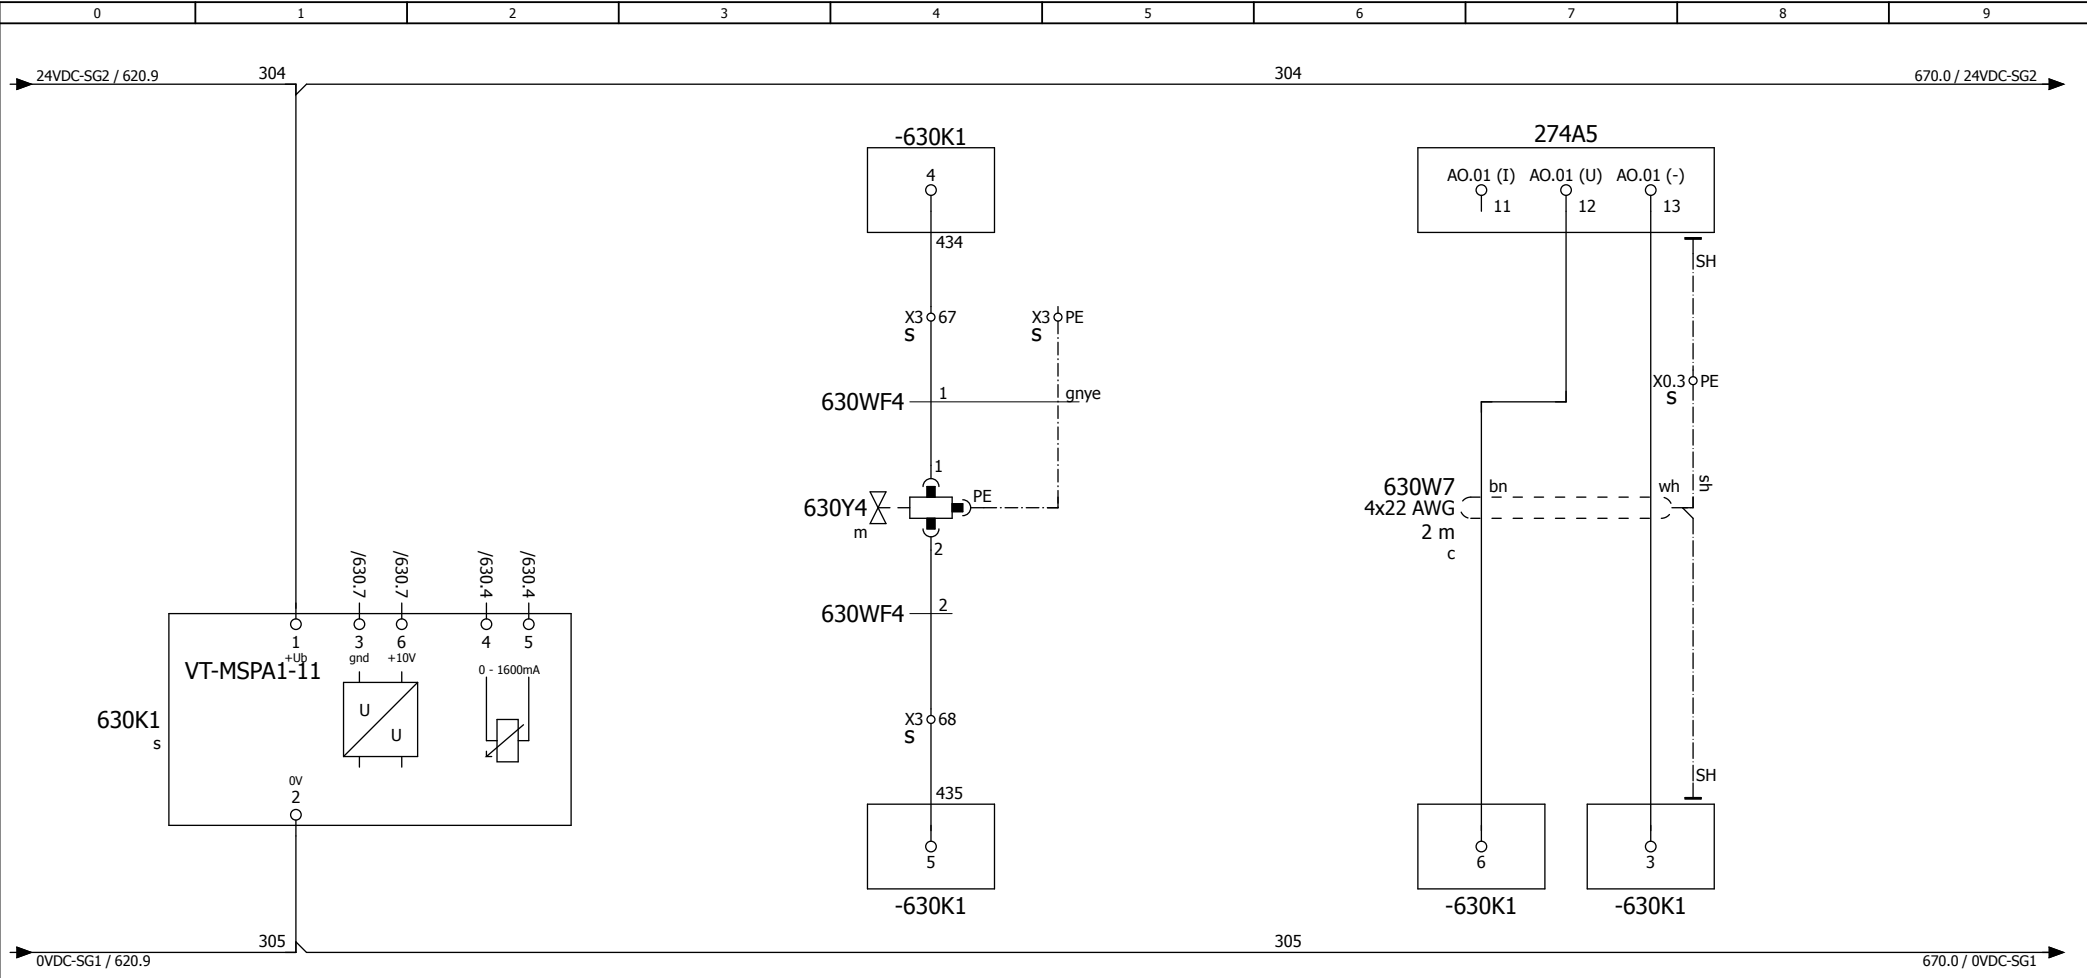 0 1 2 3 4 5 6 7 8 9
24VDC-SG2 / 620.9 304 304 670.0 / 24VDC-SG2
-630K1 274A5
4 AO.01 (I) AO.01 (U) AO.01 (-)
11 12 13
434
SH
X3 67 X3 PE
S S
X0.3 PE
S
630WF4 1 gnye
1
630Y4 PE
m
2
630W7 bn wh sh
4x22 AWG
2 m
c
/630.7 /630.7 /630.4 /630.4
630WF4 2
1 3 6 4 5
+Ub gnd +10V 0 - 1600mA
VT-MSPA1-11
U
U
630K1
s
X3 68
S
0V
2
435
SH
5 6 3
-630K1 -630K1 -630K1
305 305
0VDC-SG1 / 620.9 670.0 / 0VDC-SG1